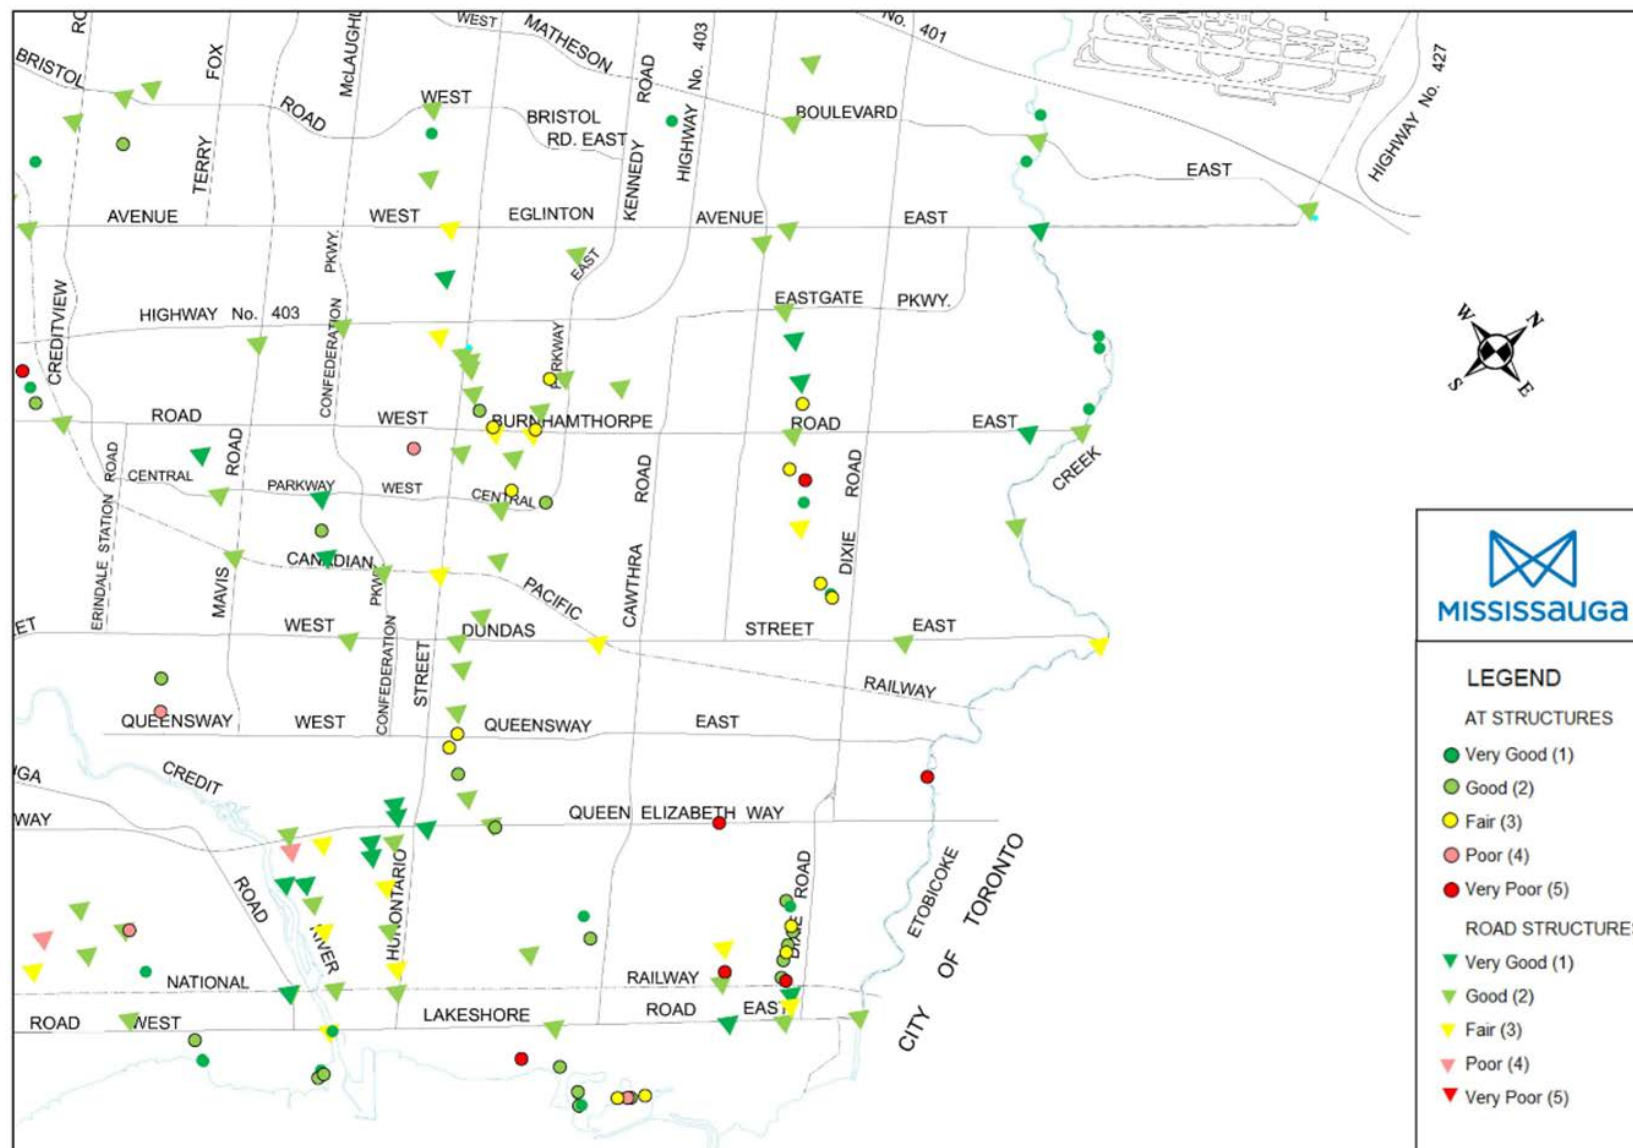 WEST
MATHESON
No. 401
BRISTOL
FOX
McLAUGHL
ROAD
HIGHWAY No. 403
HIGHWAY No. 427
ROAD
WEST
BRISTOL
RD. EAST
BOULEVARD
EAST
TERRY
KENNEDY
AVENUE
WEST
EGLINTON
AVENUE
EAST
PKWY.
EAST
CREDITVIEW
HIGHWAY No. 403
CONFEDERATION
EASTGATE PKWY.
PARKWAY
W
N
S
E
ROAD
WEST
BURNHAMTHORPE
ROAD
EAST
ROAD
CENTRAL
PARKWAY
WEST
CENTRAL
CREEK
ERINDALE STATION ROAD
ROAD
DIXIE ROAD
CANADIAN
MAVIS
PKWY
PACIFIC
CAWTHRA
ET
WEST
DUNDAS
STREET
EAST
CONFEDERATION
STREET
RAILWAY
QUEENSWAY
WEST
QUEENSWAY
EAST
GA
CREDIT
WAY
QUEEN ELIZABETH WAY
ROAD
RIVER
HURONTARIO
DIXIE ROAD
ETOBICOKE
CITY OF TORONTO
NATIONAL
RAILWAY
ROAD WEST
LAKESHORE
ROAD
EAST
MISSISSauGa
LEGEND
AT STRUCTURES
Very Good (1)
Good (2)
Fair (3)
Poor (4)
Very Poor (5)
ROAD STRUCTURES
Very Good (1)
Good (2)
Fair (3)
Poor (4)
Very Poor (5)